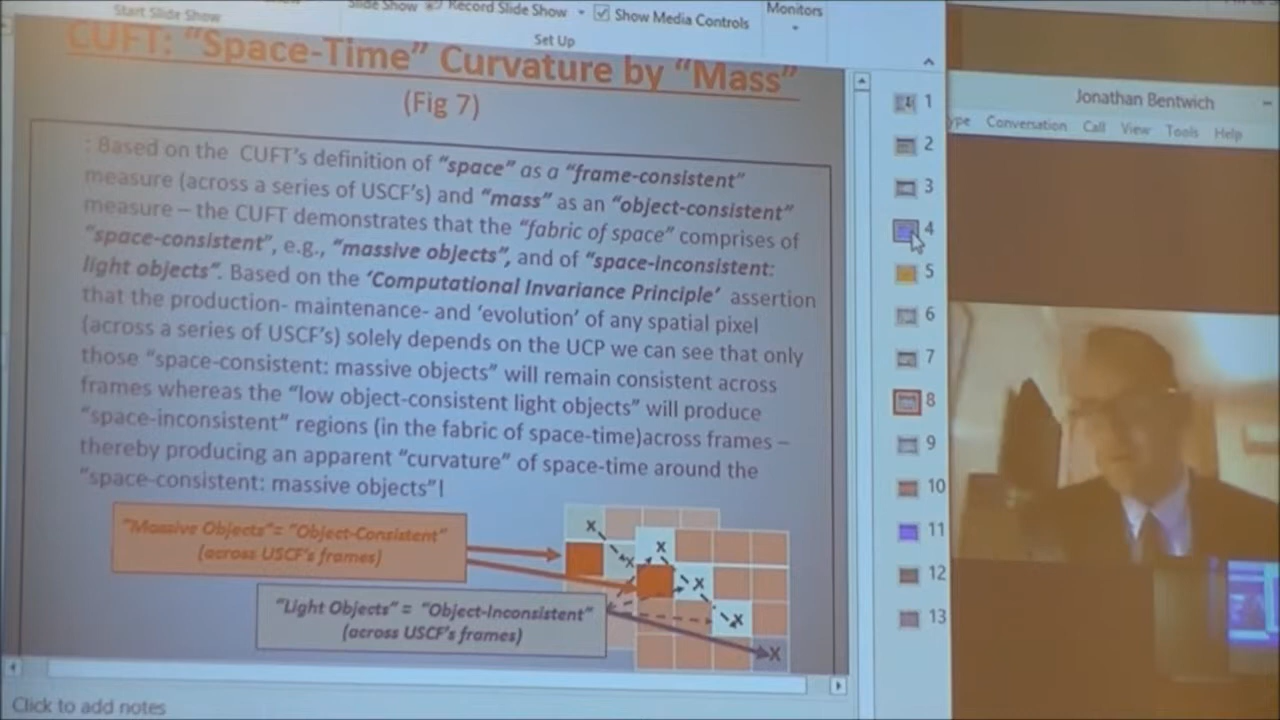 Start Slide Show
Slide Show
Record Slide Show
Show Media Controls
Monitors
Set Up
CUFT: "Space-Time" Curvature by "Mass"
(Fig 7)
: Based on the CUFT's definition of "space" as a "frame-consistent"
measure (across a series of USCF's) and "mass" as an "object-consistent"
measure – the CUFT demonstrates that the "fabric of space" comprises of
"space-consistent", e.g., "massive objects", and of "space-inconsistent:
light objects". Based on the 'Computational Invariance Principle' assertion
that the production- maintenance- and 'evolution' of any spatial pixel
(across a series of USCF's) solely depends on the UCP we can see that only
those "space-consistent: massive objects" will remain consistent across
frames whereas the "low object-consistent light objects" will produce
"space-inconsistent" regions (in the fabric of space-time)across frames –
thereby producing an apparent "curvature" of space-time around the
"space-consistent: massive objects"!
"Massive Objects"= "Object-Consistent"
(across USCF's frames)
"Light Objects" = "Object-Inconsistent"
(across USCF's frames)
x
x
x
x
x
x
Click to add notes
1
2
3
4
5
6
7
8
9
10
11
12
13
Jonathan Bentwich
Conversation Call View Tools Help